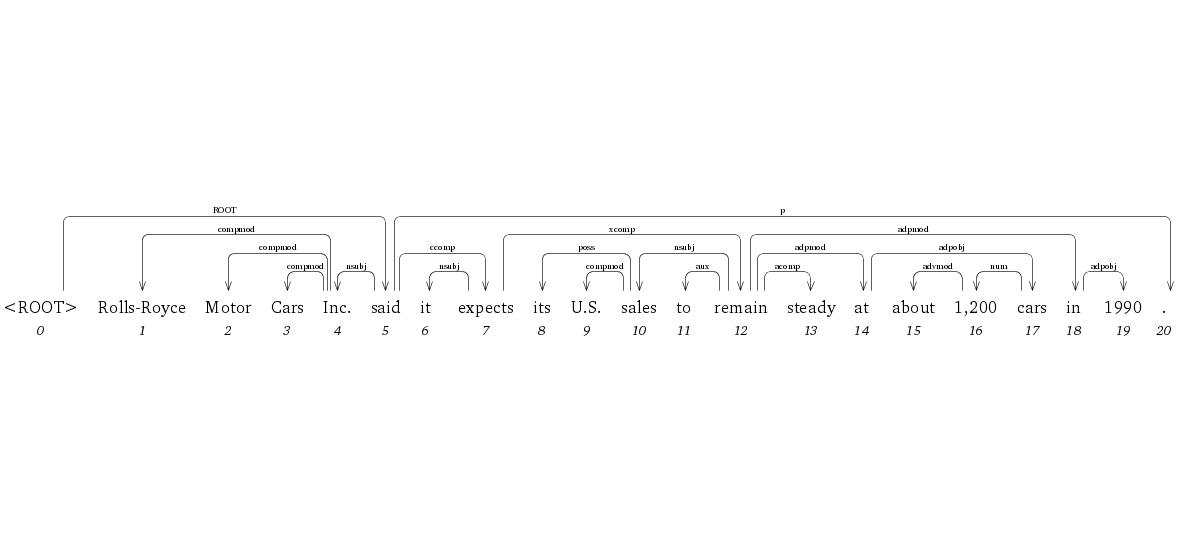 ROOT p
compmod xcomp adpmod
compmod ccomp poss nsubj adpmod adpobj
compmod nsubj nsubj compmod aux acomp advmod num adpobj
<ROOT> Rolls-Royce Motor Cars Inc. said it expects its U.S. sales to remain steady at about 1,200 cars in 1990 .
0 1 2 3 4 5 6 7 8 9 10 11 12 13 14 15 16 17 18 19 20